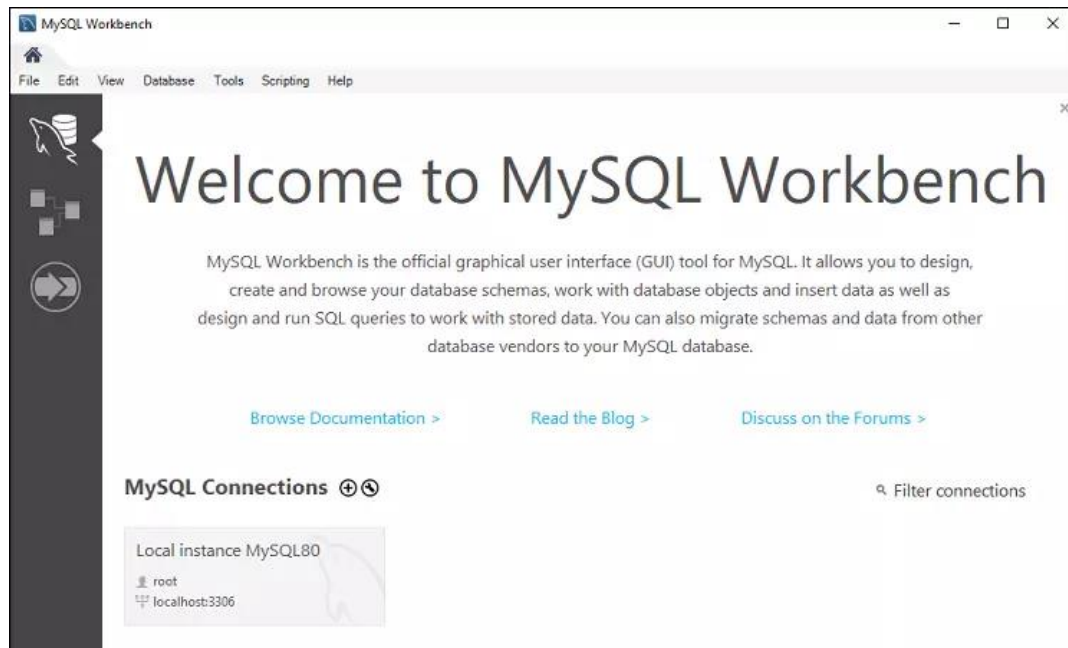 MySQL Workbench
File Edit View Database Tools Scripting Help
Welcome to MySQL Workbench
MySQL Workbench is the official graphical user interface (GUI) tool for MySQL. It allows you to design,
create and browse your database schemas, work with database objects and insert data as well as
design and run SQL queries to work with stored data. You can also migrate schemas and data from other
database vendors to your MySQL database.
Browse Documentation > Read the Blog > Discuss on the Forums >
MySQL Connections Filter connections
Local instance MySQL80
root
localhost:3306